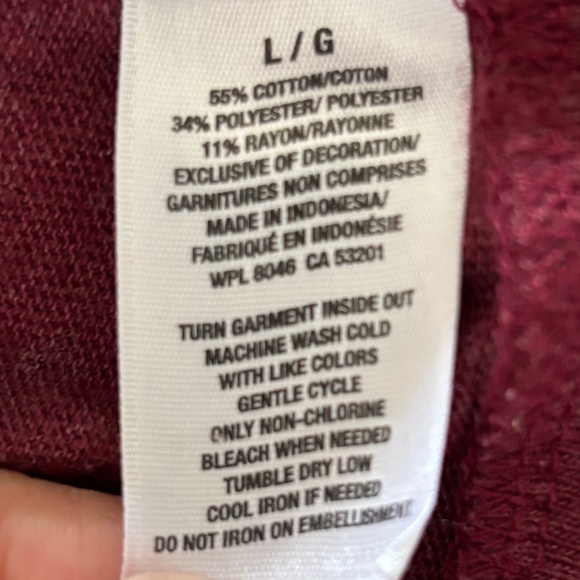 L / G
55% COTTON/COTON
34% POLYESTER/ POLYESTER
11% RAYON/RAYONNE
EXCLUSIVE OF DECORATION/
GARNITURES NON COMPRISES
MADE IN INDONESIA/
FABRIQUÉ EN INDONÉSIE
WPL 8046 CA 53201
TURN GARMENT INSIDE OUT
MACHINE WASH COLD
WITH LIKE COLORS
GENTLE CYCLE
ONLY NON-CHLORINE
BLEACH WHEN NEEDED
TUMBLE DRY LOW
COOL IRON IF NEEDED
DO NOT IRON ON EMBELLISHMENT